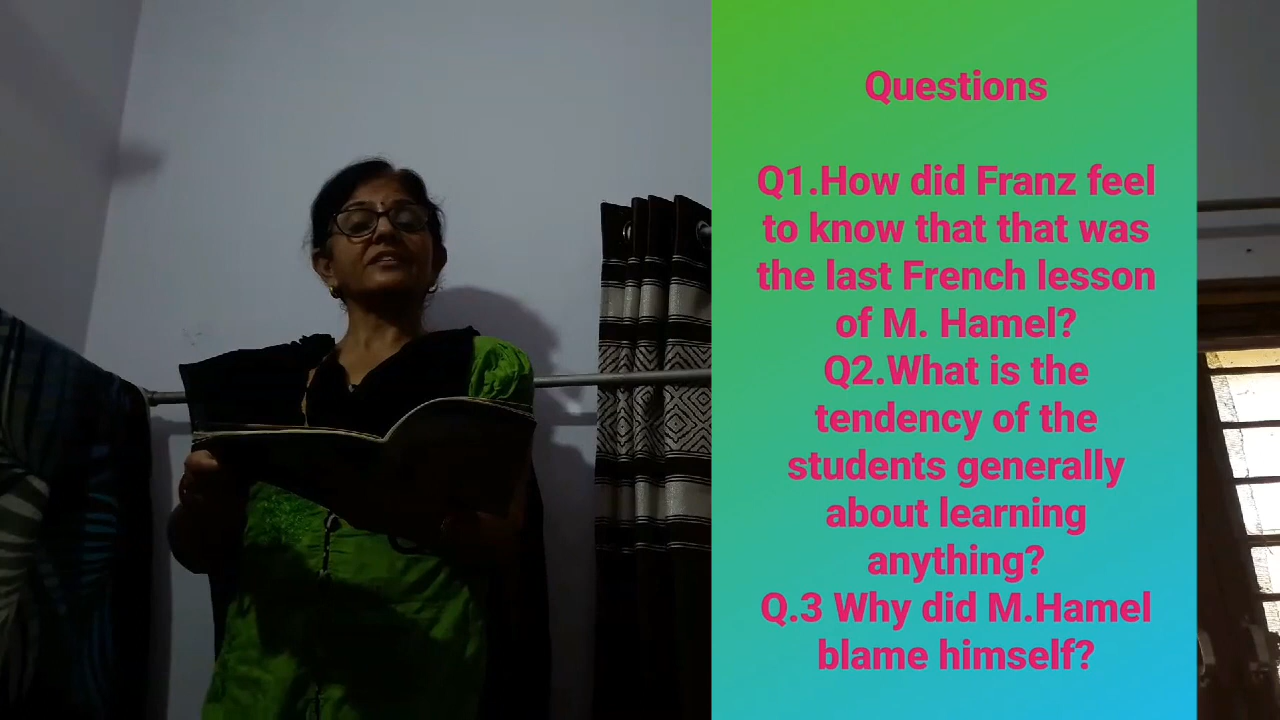 Questions
Q1.How did Franz feel
to know that that was
the last French lesson
of M. Hamel?
Q2.What is the
tendency of the
students generally
about learning
anything?
Q.3 Why did M.Hamel
blame himself?